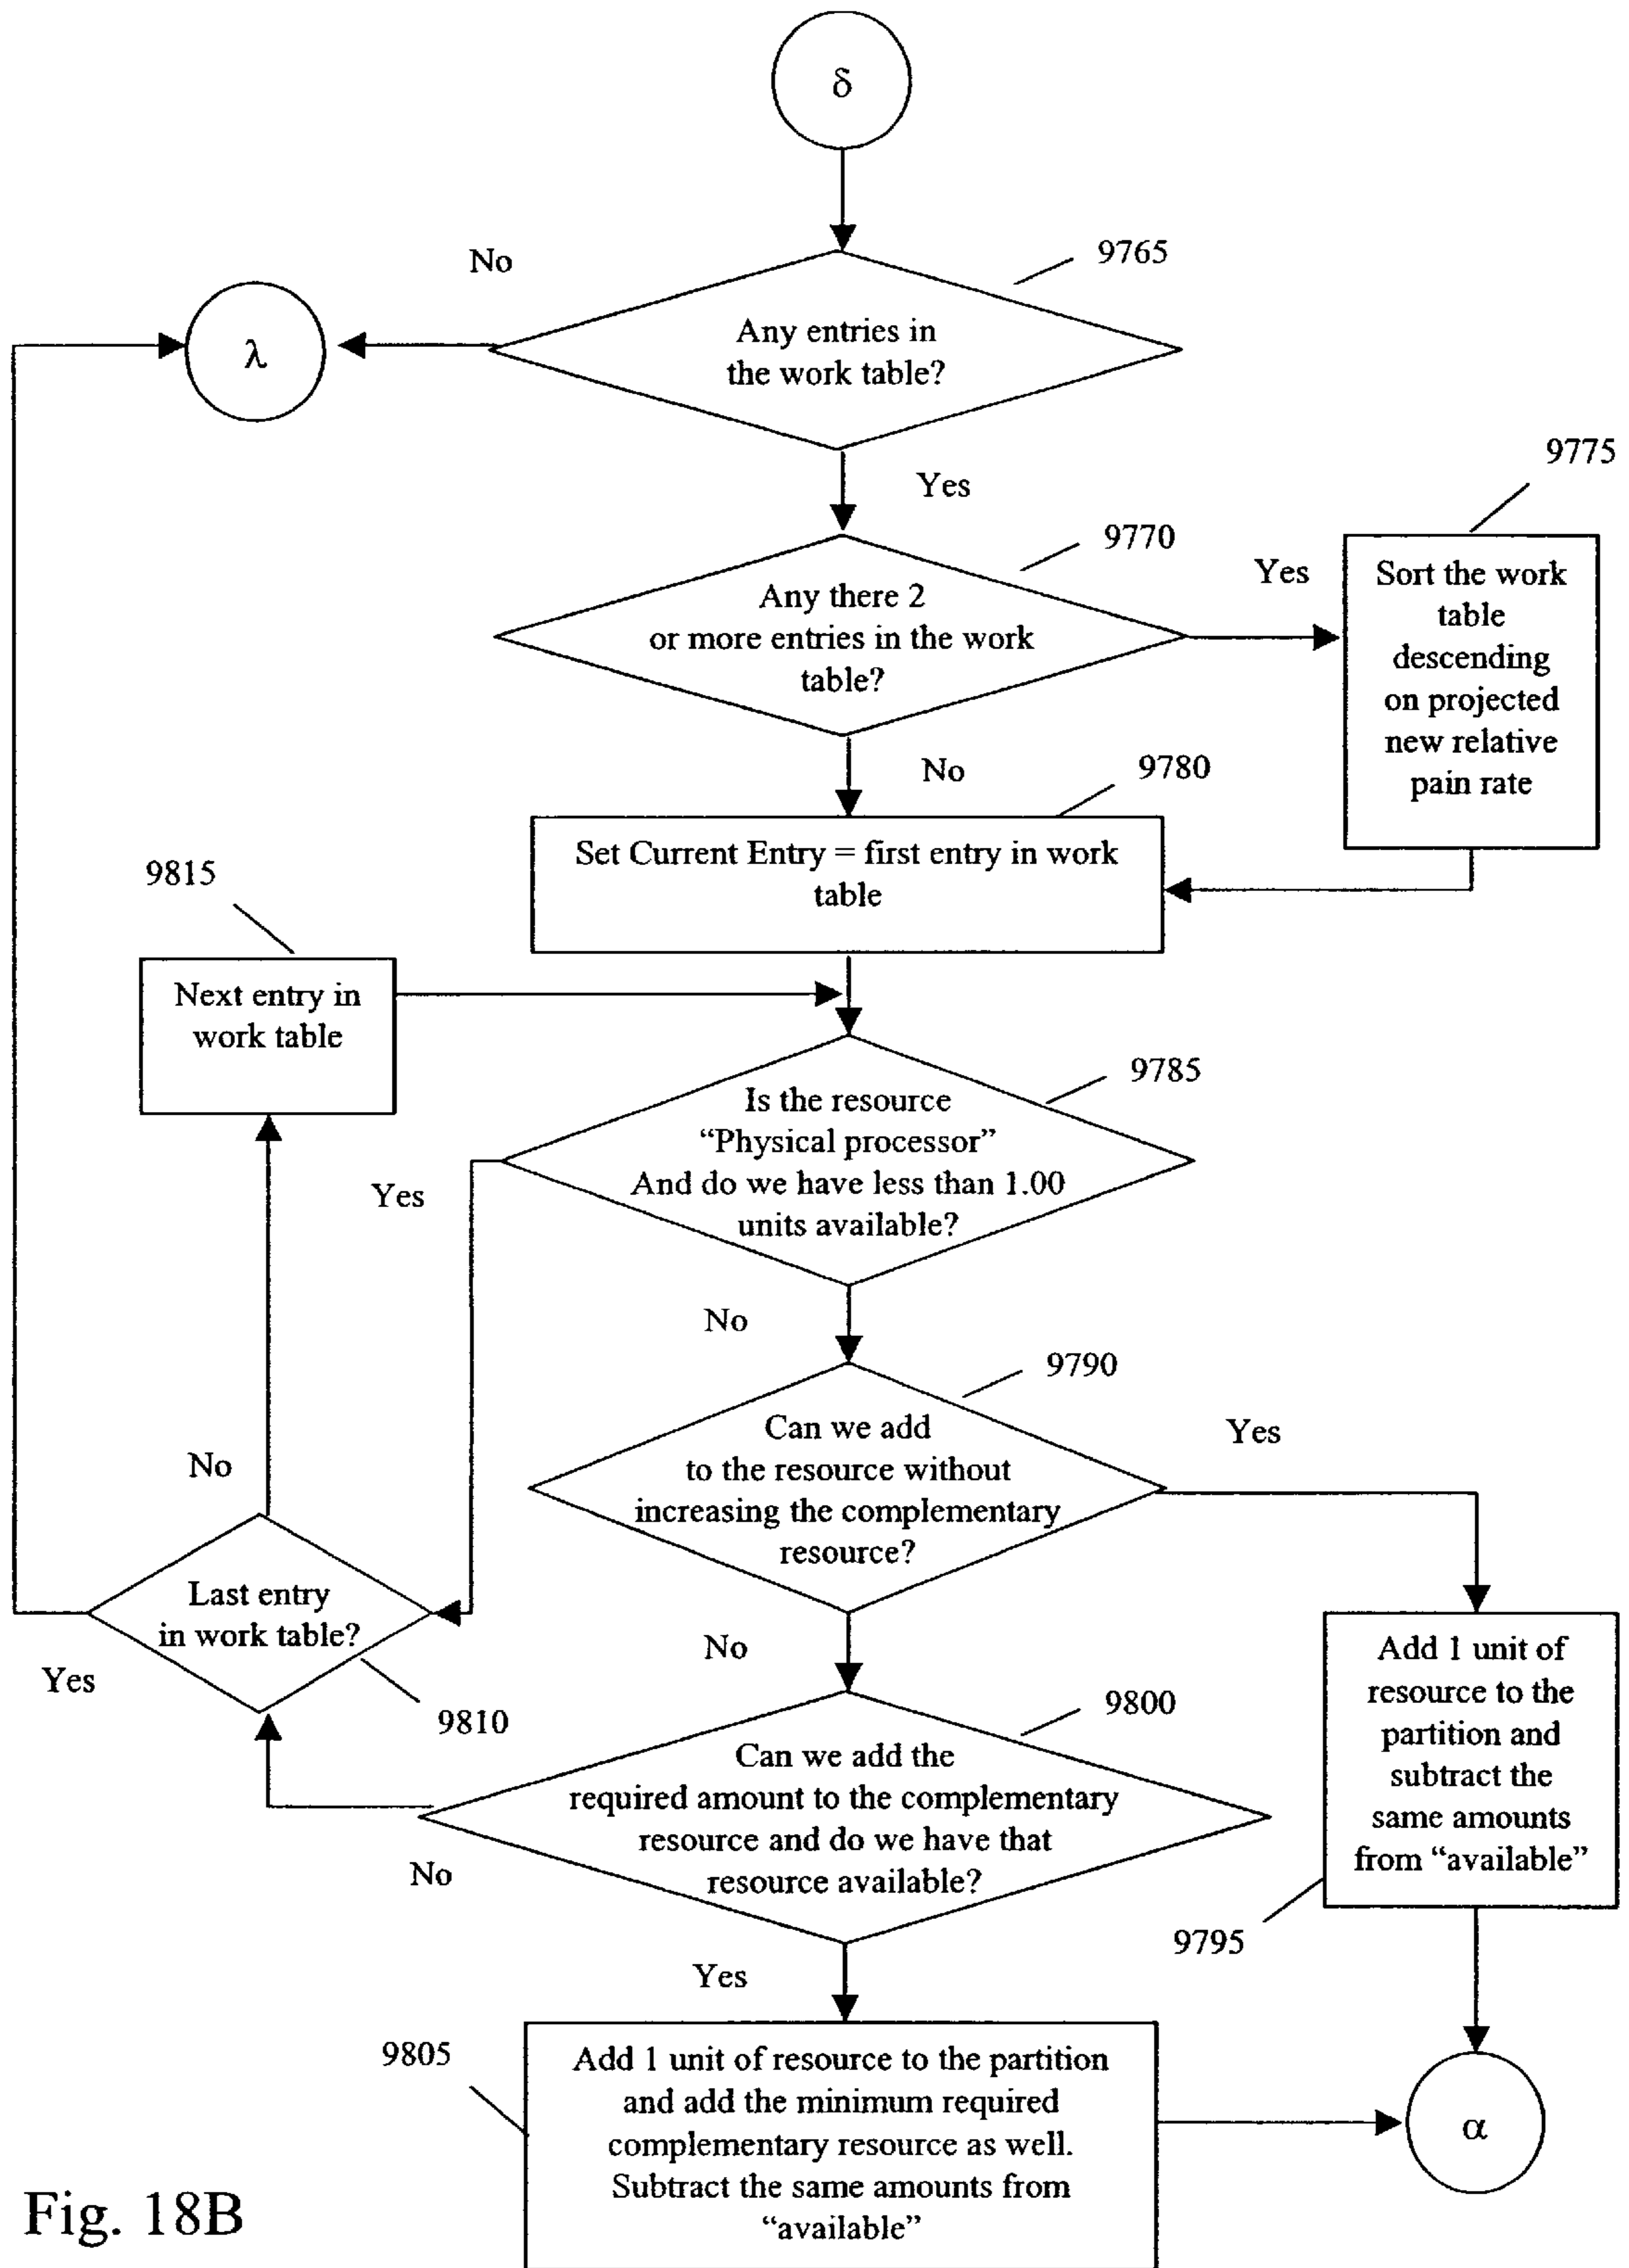 δ
No
9765
λ
Any entries in
the work table?
9775
Yes
9770
Yes
Sort the work
table
descending
on projected
new relative
pain rate
Any there 2
or more entries in the work
table?
No
9780
Set Current Entry = first entry in work
table
9815
Next entry in
work table
9785
Is the resource
“Physical processor”
And do we have less than 1.00
units available?
Yes
No
9790
Can we add
to the resource without
increasing the complementary
resource?
Yes
No
Last entry
in work table?
Yes
9810
No
9800
Add 1 unit of
resource to the
partition and
subtract the
same amounts
from “available”
Can we add the
required amount to the complementary
resource and do we have that
resource available?
No
9795
Yes
9805
Add 1 unit of resource to the partition
and add the minimum required
complementary resource as well.
Subtract the same amounts from
“available”
α
Fig. 18B